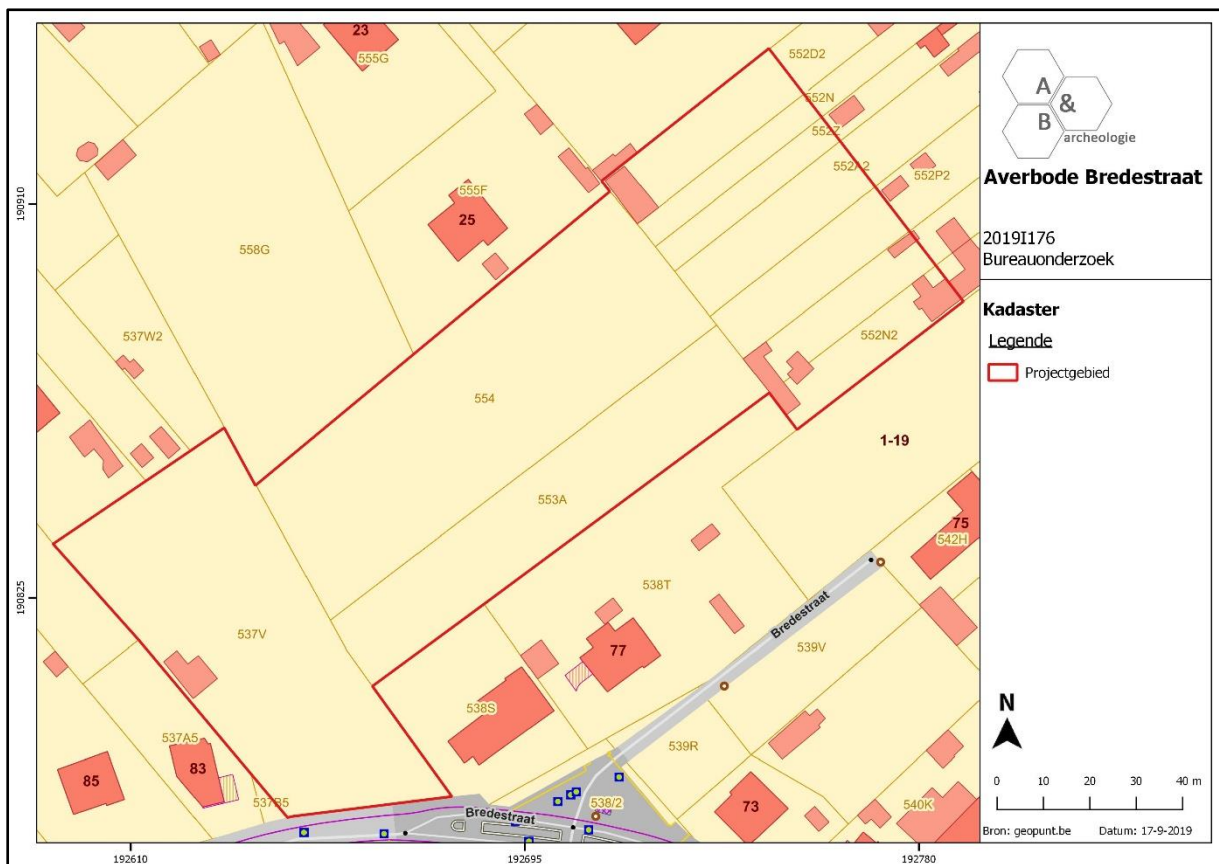 23
555G
552D2
552N
552Z
552A2
552P2
555F
25
558G
537W2
552N2
554
1-19
553A
75
542H
538T
Bredestraat
537V
539V
77
538S
539R
537A5
83
85
537B5
538/2
Bredestraat
73
540K
190910
190825
192610
192695
192780
A
&
B
archeologie
Averbode Bredestraat
2019I176
Bureauonderzoek
Kadaster
Legende
Projectgebied
N
0 10 20 30 40 m
Bron: geopunt.be Datum: 17-9-2019